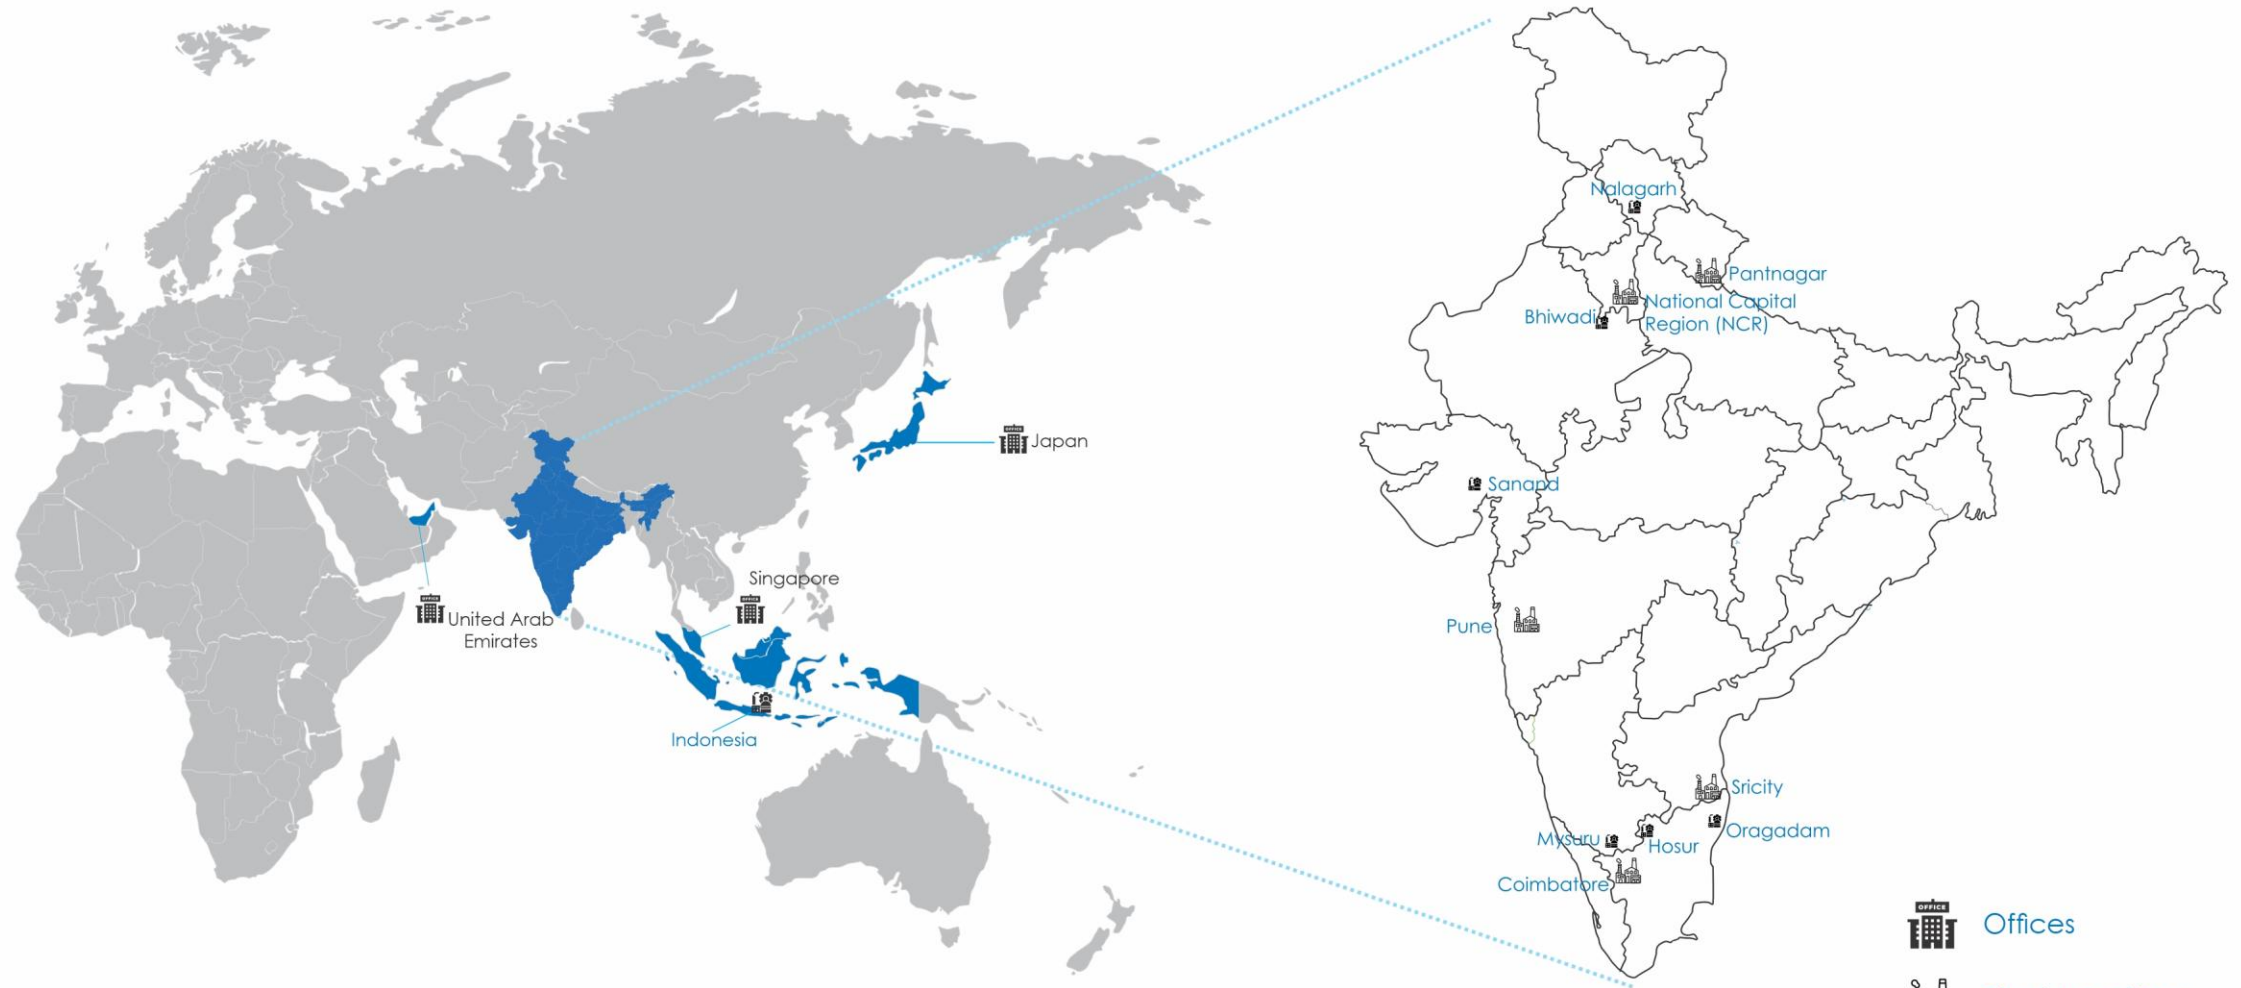 Nalagarh
Pantnagar
National Capital
Region (NCR)
Bhiwadi
Japan
Sanand
Singapore
United Arab
Emirates
Pune
Indonesia
Sricity
Oragadam
Mysuru
Hosur
Coimbatore
OFFICE
Offices